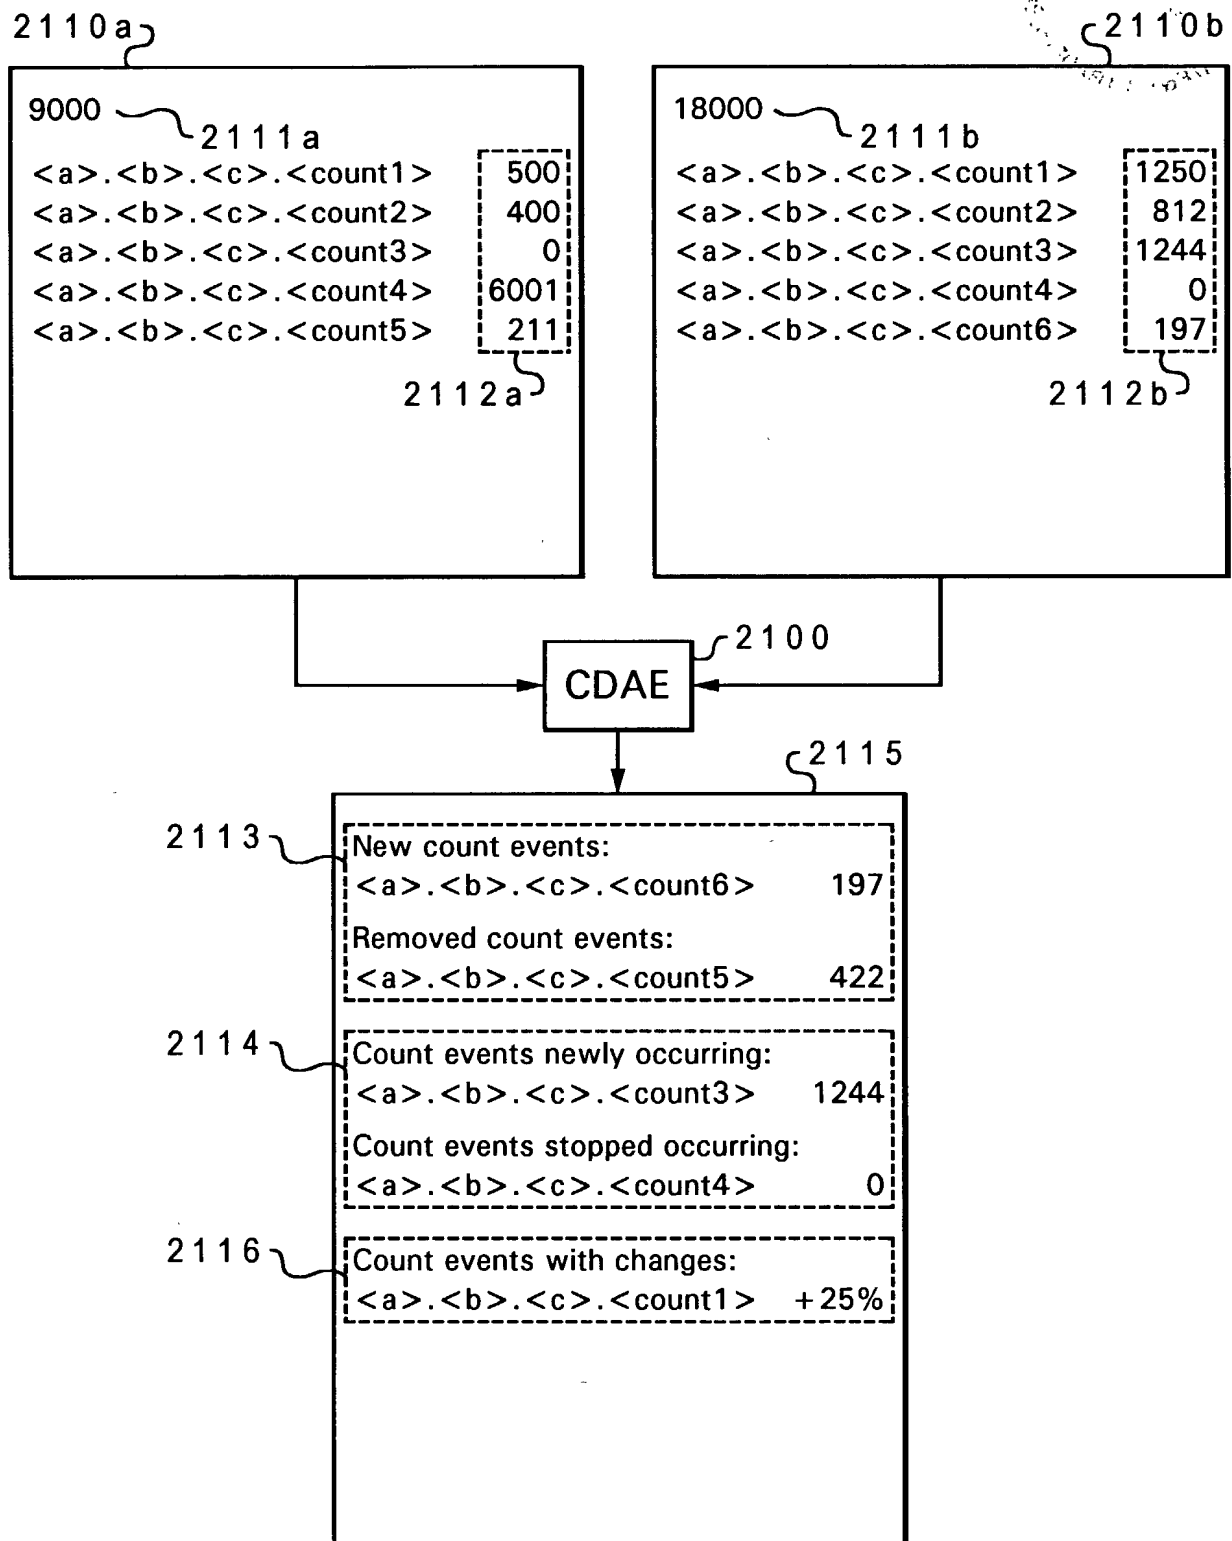 2110a
9000
2111a
<a>.<b>.<c>.<count1> 500
<a>.<b>.<c>.<count2> 400
<a>.<b>.<c>.<count3> 0
<a>.<b>.<c>.<count4> 6001
<a>.<b>.<c>.<count5> 211
2112a
2110b
18000
2111b
<a>.<b>.<c>.<count1> 1250
<a>.<b>.<c>.<count2> 812
<a>.<b>.<c>.<count3> 1244
<a>.<b>.<c>.<count4> 0
<a>.<b>.<c>.<count6> 197
2112b
2100
CDAE
2115
2113
New count events:
<a>.<b>.<c>.<count6> 197
Removed count events:
<a>.<b>.<c>.<count5> 422
2114
Count events newly occurring:
<a>.<b>.<c>.<count3> 1244
Count events stopped occurring:
<a>.<b>.<c>.<count4> 0
2116
Count events with changes:
<a>.<b>.<c>.<count1> +25%